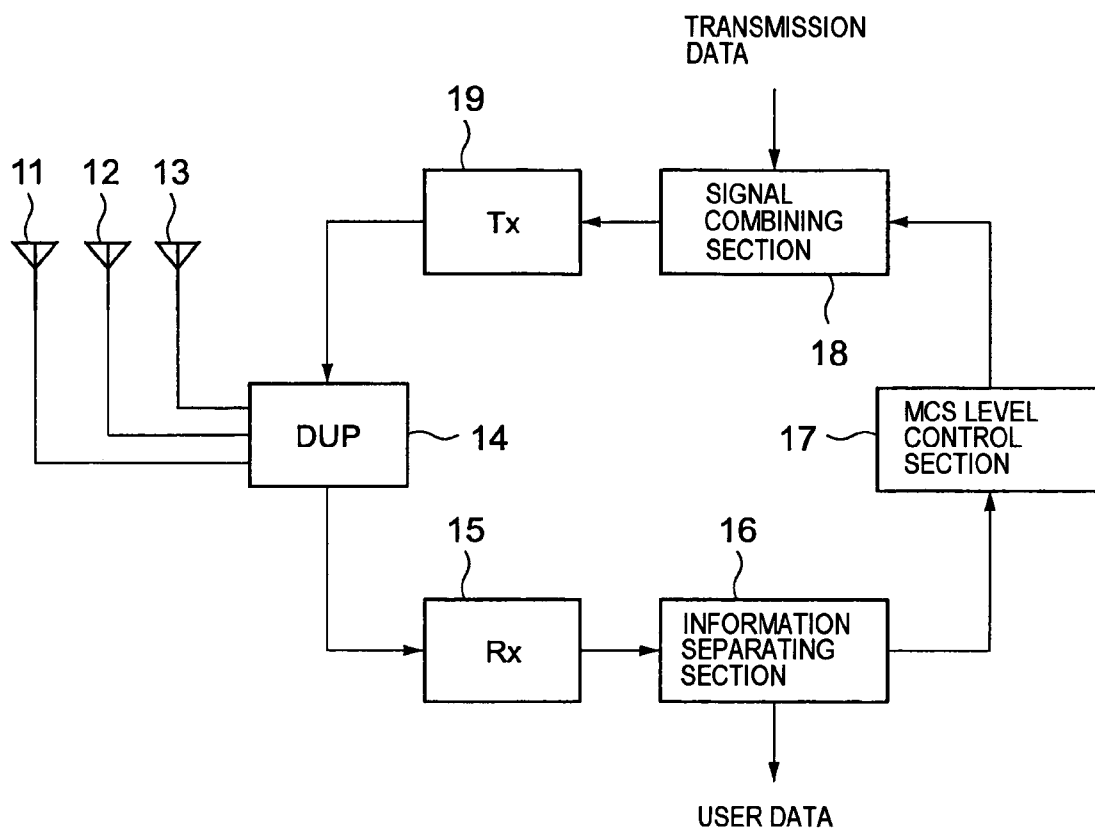 TRANSMISSION
DATA
19
11 12 13
Tx
SIGNAL
COMBINING
SECTION
18
DUP
14
17
MCS LEVEL
CONTROL
SECTION
15
16
Rx
INFORMATION
SEPARATING
SECTION
USER DATA